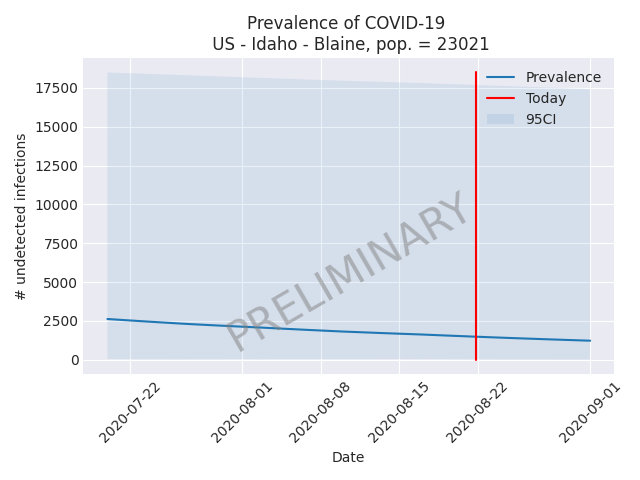 Prevalence of COVID-19
US - Idaho - Blaine, pop. = 23021
Prevalence
Today
95CI
17500
15000
12500
10000
7500
5000
2500
0
# undetected infections
PRELIMINARY
2020-07-22
2020-08-01
2020-08-08
2020-08-15
2020-08-22
2020-09-01
Date